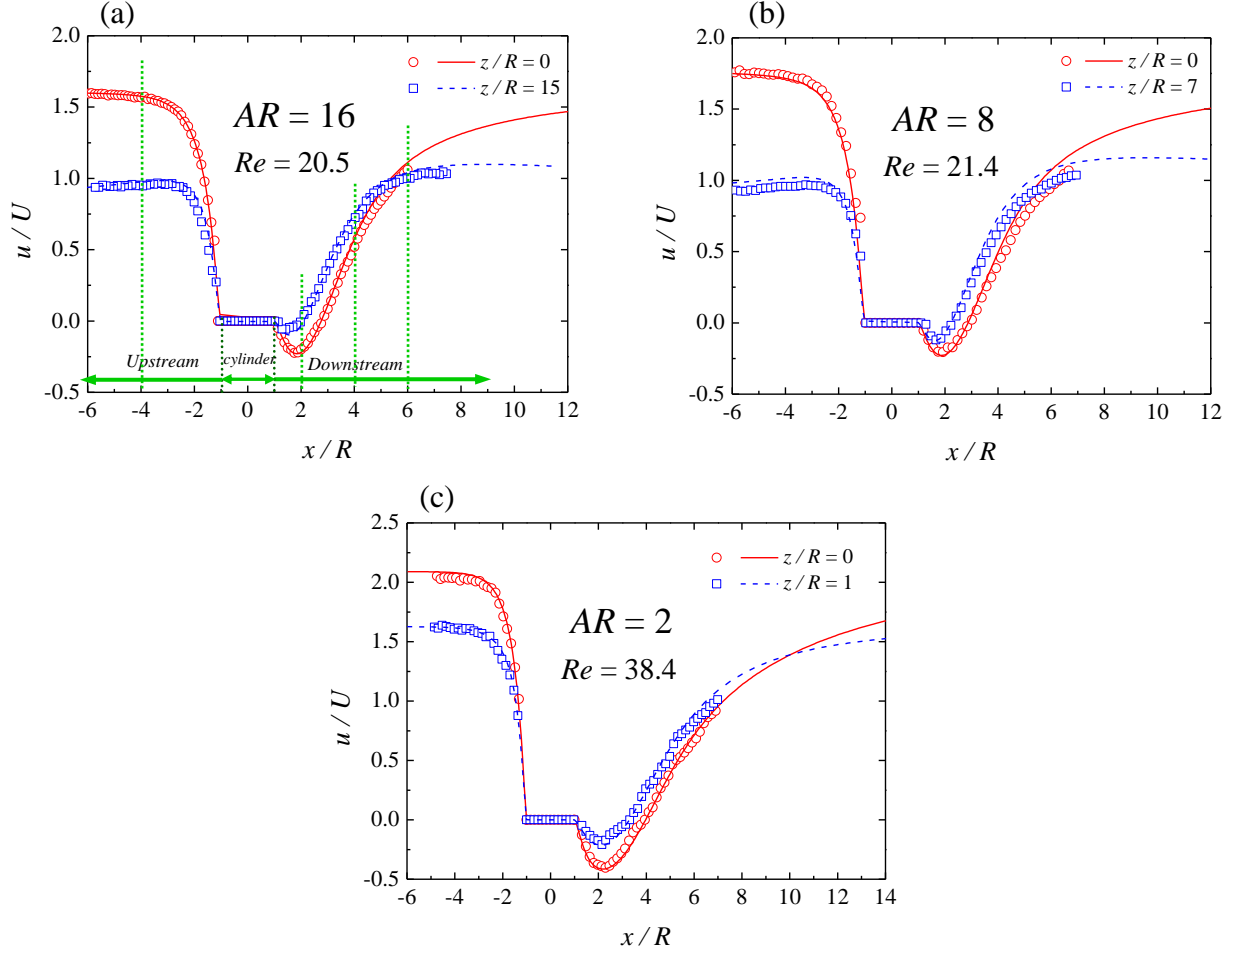 (a)
2.0
1.5
1.0
0.5
0.0
-0.5
-6 -4 -2 0 2 4 6 8 10 12
u / U
x / R
z / R = 0
z / R = 15
AR = 16
Re = 20.5
Upstream cylinder Downstream
(b)
2.0
1.5
1.0
0.5
0.0
-0.5
-6 -4 -2 0 2 4 6 8 10 12
u / U
x / R
z / R = 0
z / R = 7
AR = 8
Re = 21.4
(c)
2.5
2.0
1.5
1.0
0.5
0.0
-0.5
-6 -4 -2 0 2 4 6 8 10 12 14
u / U
x / R
z / R = 0
z / R = 1
AR = 2
Re = 38.4